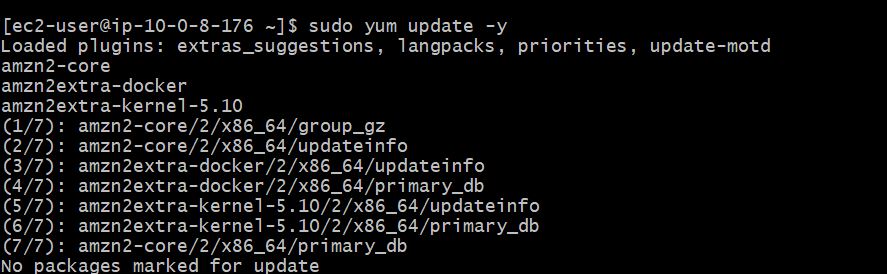 [ec2-user@ip-10-0-8-176 ~]$ sudo yum update -y
Loaded plugins: extras_suggestions, langpacks, priorities, update-motd
amzn2-core
amzn2extra-docker
amzn2extra-kernel-5.10
(1/7): amzn2-core/2/x86_64/group_gz
(2/7): amzn2-core/2/x86_64/updateinfo
(3/7): amzn2extra-docker/2/x86_64/updateinfo
(4/7): amzn2extra-docker/2/x86_64/primary_db
(5/7): amzn2extra-kernel-5.10/2/x86_64/updateinfo
(6/7): amzn2extra-kernel-5.10/2/x86_64/primary_db
(7/7): amzn2-core/2/x86_64/primary_db
No packages marked for update